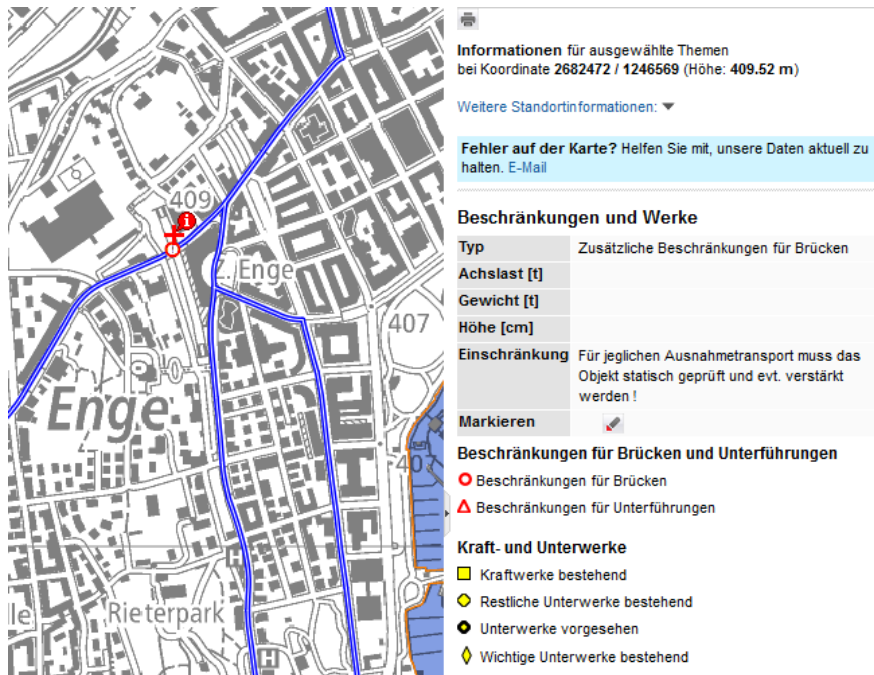 409
Z. Enge
407
Enge
407
H
Rieterpark
H
Informationen für ausgewählte Themen
bei Koordinate 2682472 / 1246569 (Höhe: 409.52 m)
Weitere Standortinformationen:
Fehler auf der Karte? Helfen Sie mit, unsere Daten aktuell zu
halten. E-Mail
Beschränkungen und Werke
Typ Zusätzliche Beschränkungen für Brücken
Achslast [t]
Gewicht [t]
Höhe [cm]
Einschränkung Für jeglichen Ausnahmetransport muss das
Objekt statisch geprüft und evt. verstärkt
werden !
Markieren
Beschränkungen für Brücken und Unterführungen
Beschränkungen für Brücken
Beschränkungen für Unterführungen
Kraft- und Unterwerke
Kraftwerke bestehend
Restliche Unterwerke bestehend
Unterwerke vorgesehen
Wichtige Unterwerke bestehend